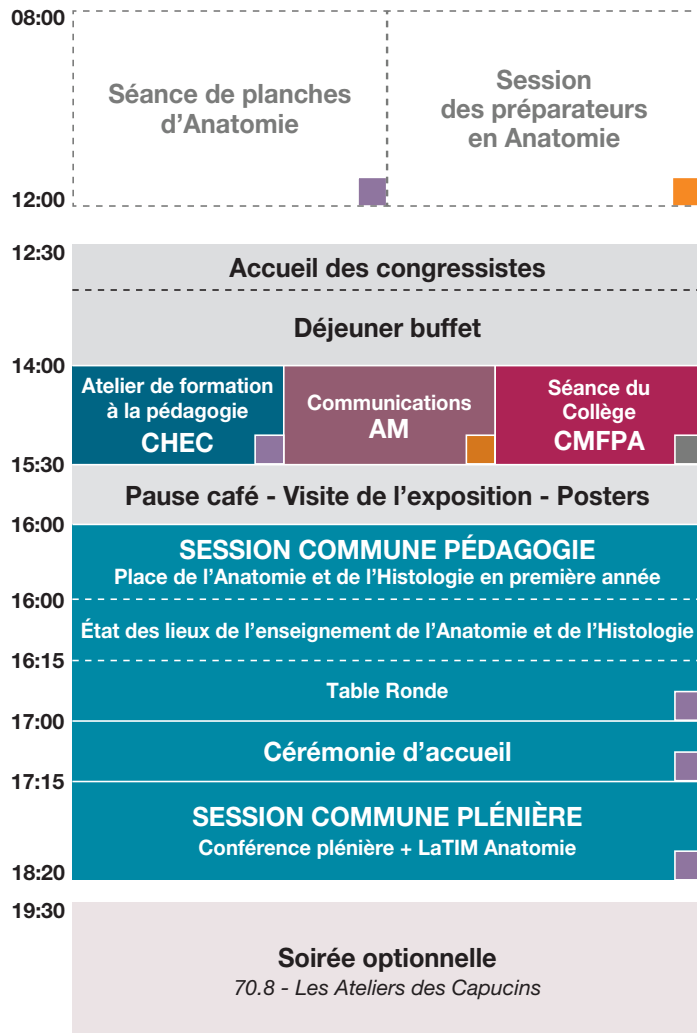 08:00
Séance de planches
d'Anatomie
Session
des préparateurs
en Anatomie
12:00
12:30
Accueil des congressistes
Déjeuner buffet
14:00
Atelier de formation
à la pédagogie
CHEC
Communications
AM
Séance du
Collège
CMFPA
15:30
Pause café - Visite de l'exposition - Posters
16:00
SESSION COMMUNE PÉDAGOGIE
Place de l'Anatomie et de l'Histologie en première année
16:00
État des lieux de l'enseignement de l'Anatomie et de l'Histologie
16:15
Table Ronde
17:00
Cérémonie d'accueil
17:15
SESSION COMMUNE PLÉNIÈRE
Conférence plénière + LaTIM Anatomie
18:20
19:30
Soirée optionnelle
70.8 - Les Ateliers des Capucins